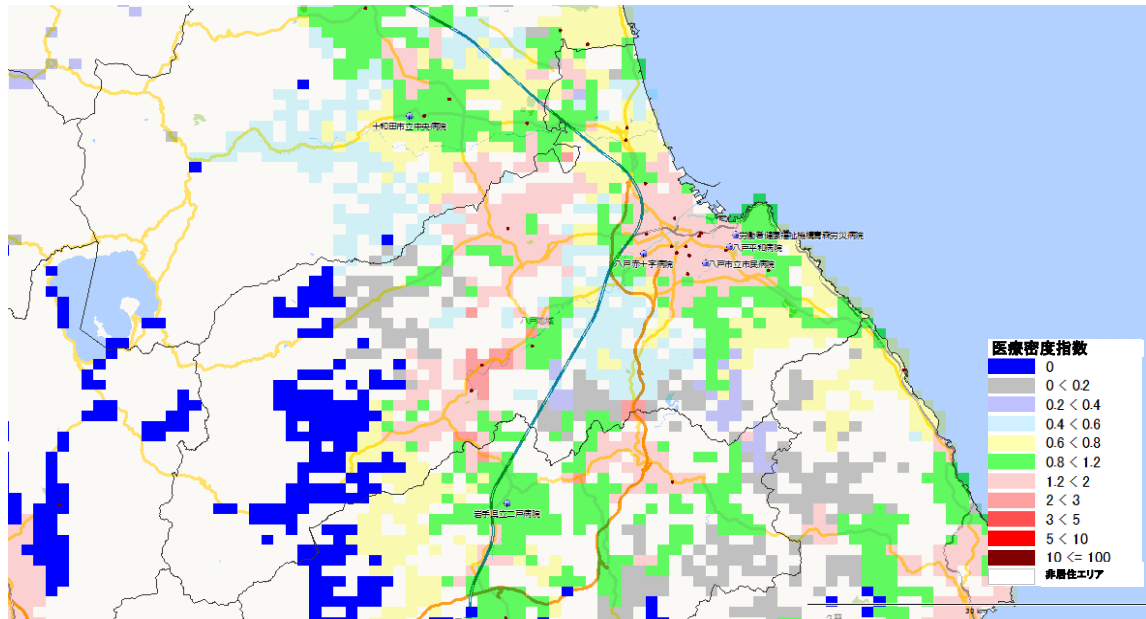 十和田市立中央病院
労働者健康福祉機構青森労災病院
八戸平和病院
八戸赤十字病院
八戸市立市民病院
八戸地域
岩手県立二戸病院
医療密度指数
0
0 < 0.2
0.2 < 0.4
0.4 < 0.6
0.6 < 0.8
0.8 < 1.2
1.2 < 2
2 < 3
3 < 5
5 < 10
10 <= 100
非居住エリア
30 km